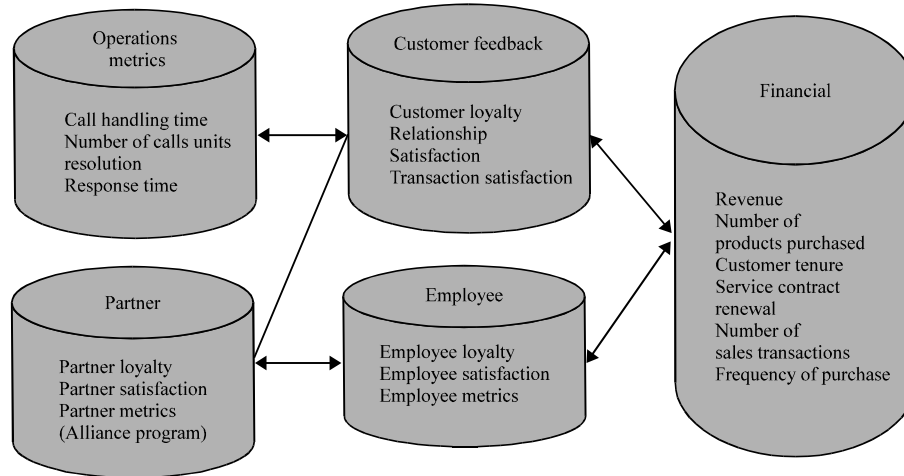 Operations
metrics
Call handling time
Number of calls units
resolution
Response time
Customer feedback
Customer loyalty
Relationship
Satisfaction
Transaction satisfaction
Financial
Revenue
Number of
products purchased
Customer tenure
Service contract
renewal
Number of
sales transactions
Frequency of purchase
Partner
Partner loyalty
Partner satisfaction
Partner metrics
(Alliance program)
Employee
Employee loyalty
Employee satisfaction
Employee metrics